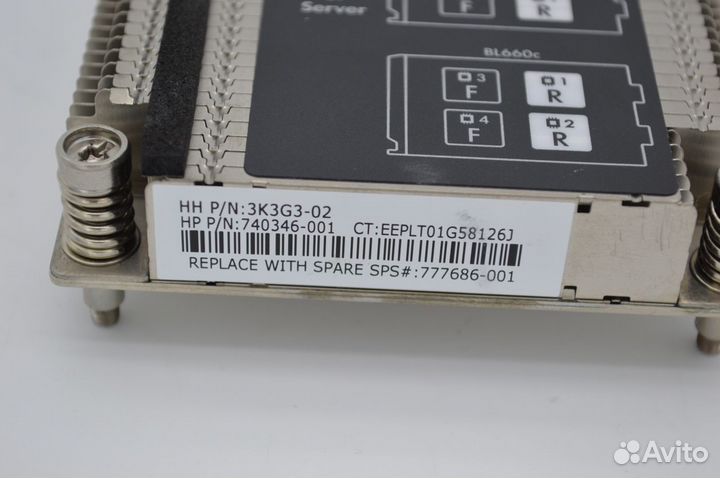 Server
F
R
BL660c
3 1
F R
4 2
F R
HH P/N:3K3G3-02
HP P/N:740346-001 CT:EEPLT01G58126J
REPLACE WITH SPARE SPS#:777686-001
Avito